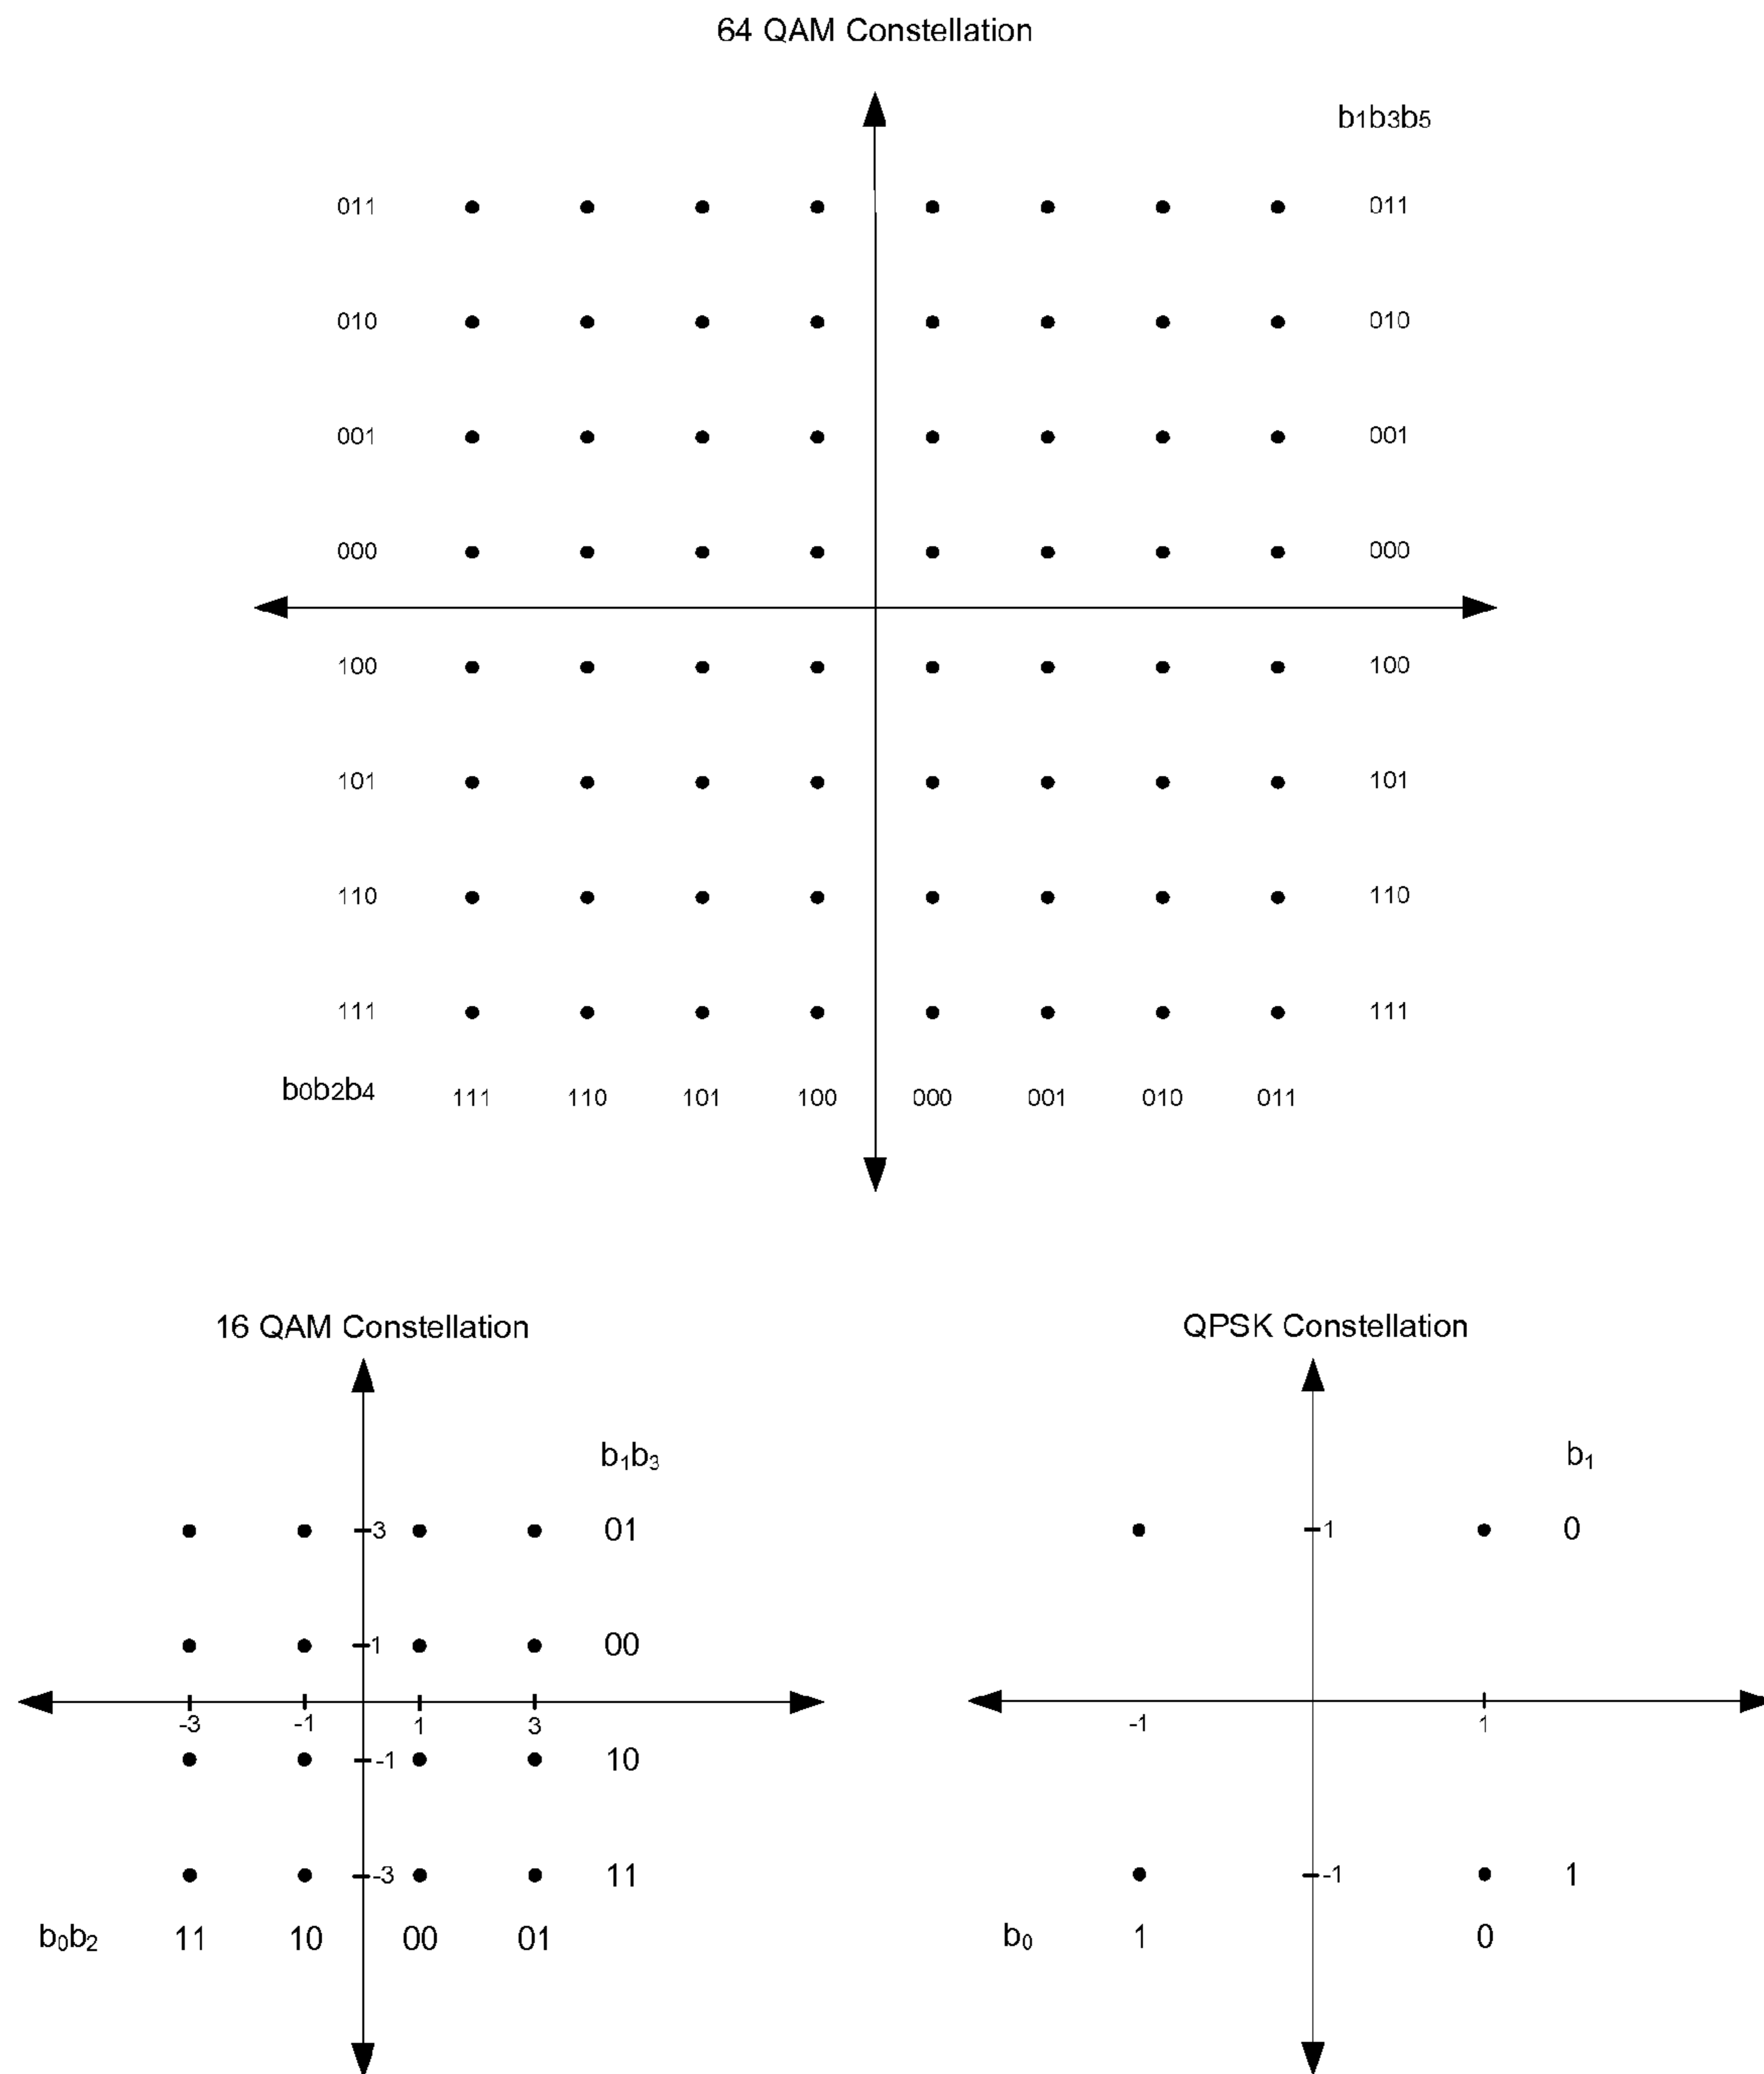 64 QAM Constellation
b1b3b5
011 011
010 010
001 001
000 000
100 100
101 101
110 110
111 111
b0b2b4 111 110 101 100 000 001 010 011
16 QAM Constellation
b₁b₃
3 01
1 00
-3 -1 1 3
-1 10
-3 11
b₀b₂ 11 10 00 01
QPSK Constellation
b₁
1 0
-1 1
-1 1
b₀ 1 0